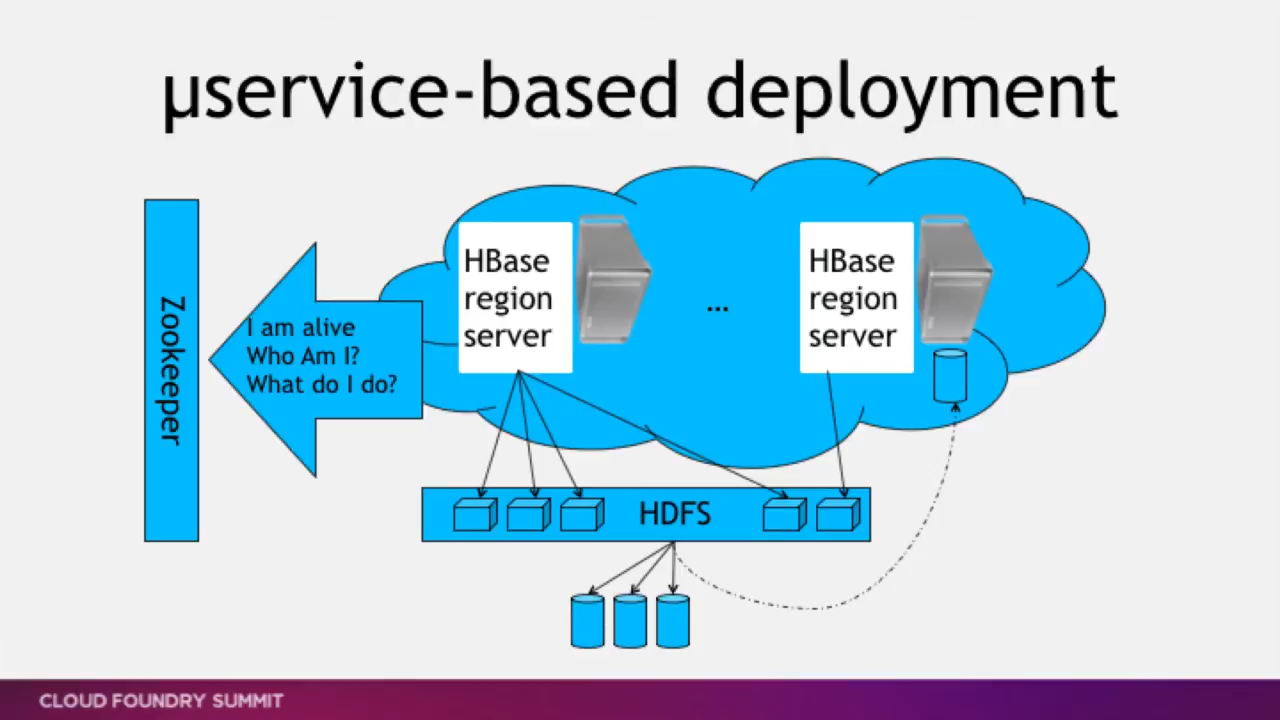 µservice-based deployment
Zookeeper
I am alive
Who Am I?
What do I do?
HBase
region
server
...
HBase
region
server
HDFS
CLOUD FOUNDRY SUMMIT